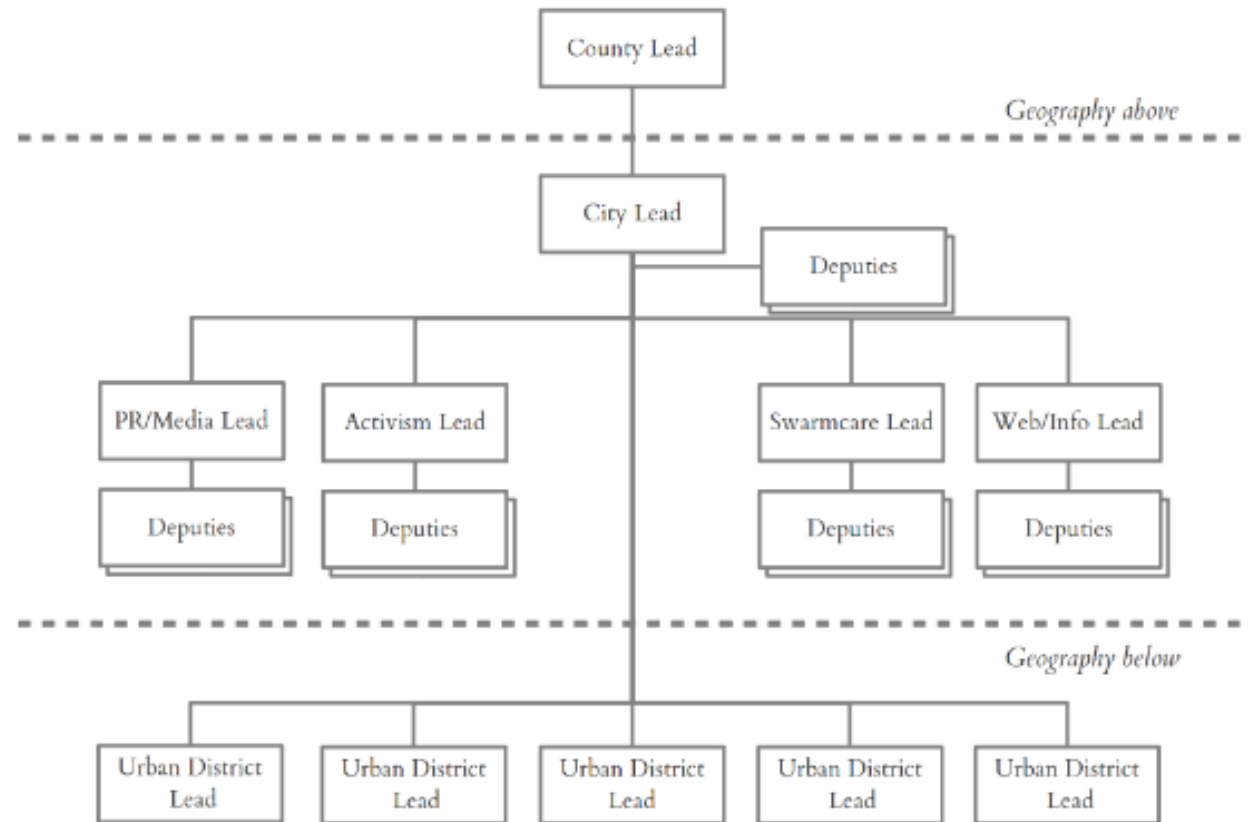 County Lead
Geography above
City Lead
Deputies
PR/Media Lead
Activism Lead
Swarmcare Lead
Web/Info Lead
Deputies
Deputies
Deputies
Deputies
Geography below
Urban District
Lead
Urban District
Lead
Urban District
Lead
Urban District
Lead
Urban District
Lead